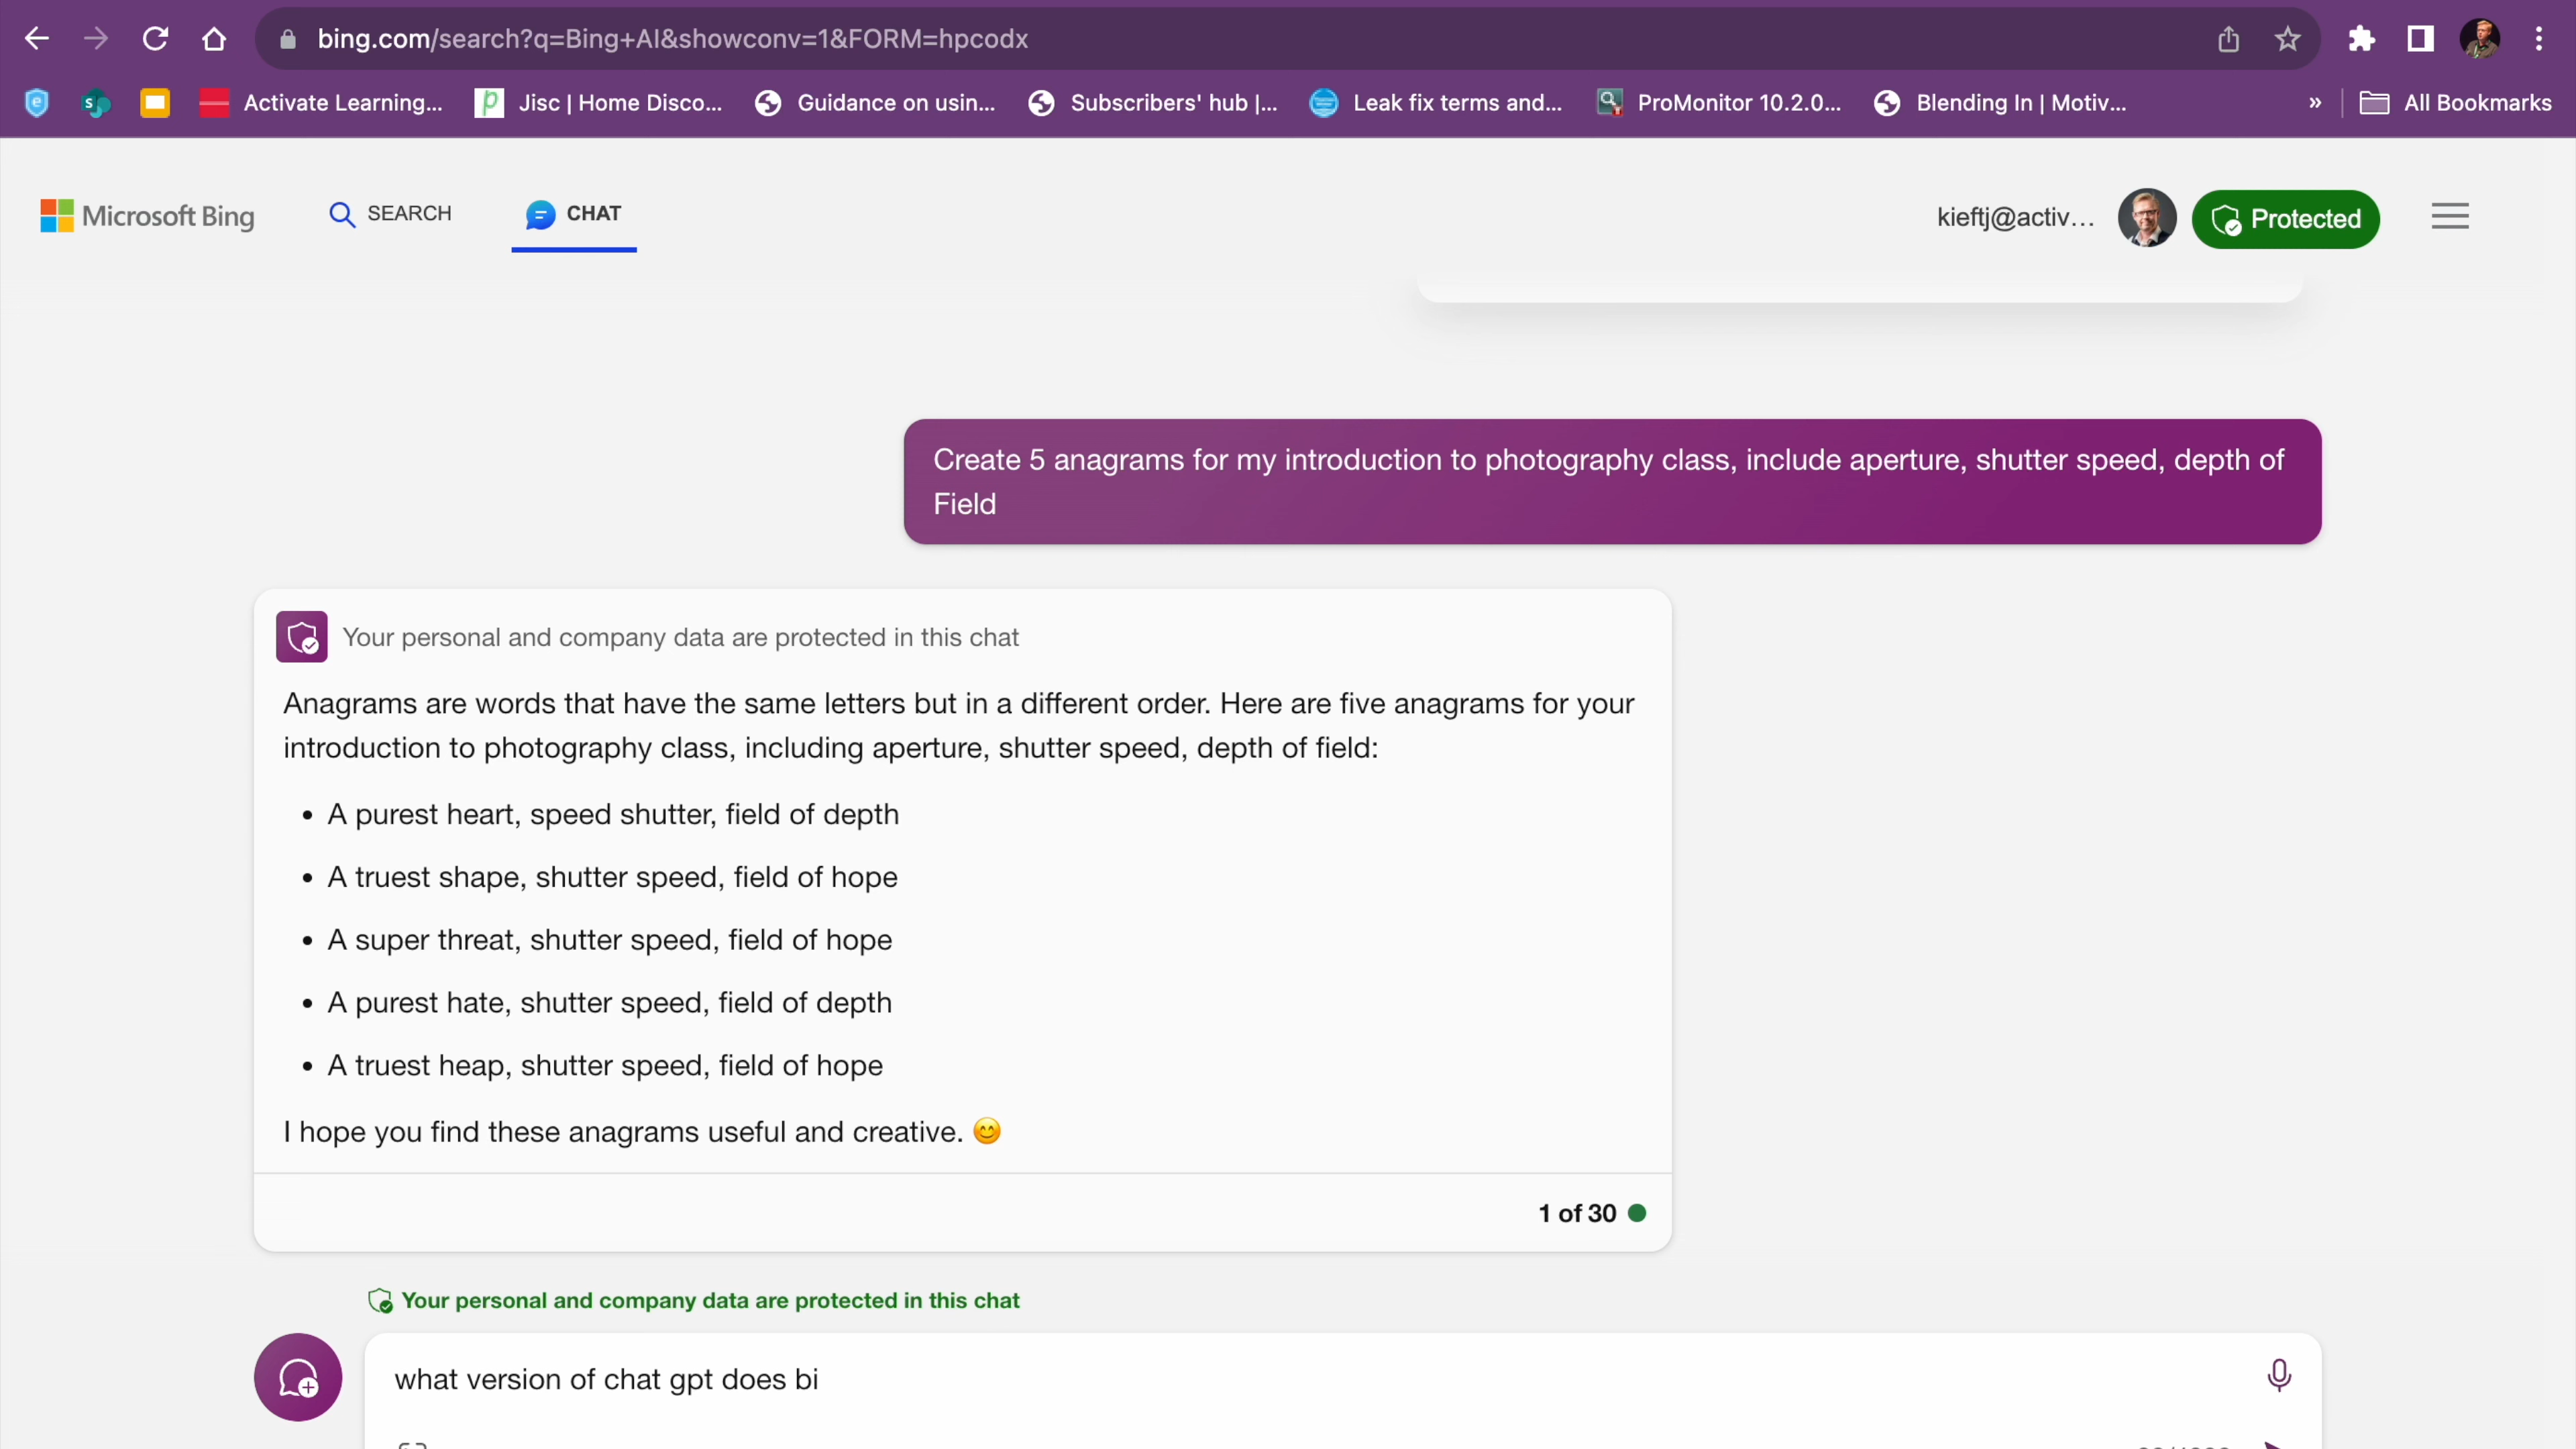 bing.com/search?q=Bing+AI&showconv=1&FORM=hpcodx
Activate Learning... Jisc | Home Disco... Guidance on usin... Subscribers' hub |... Leak fix terms and... ProMonitor 10.2.0... Blending In | Motiv... » All Bookmarks
Microsoft Bing SEARCH CHAT kieftj@activ... Protected
Create 5 anagrams for my introduction to photography class, include aperture, shutter speed, depth of
Field
Your personal and company data are protected in this chat
Anagrams are words that have the same letters but in a different order. Here are five anagrams for your
introduction to photography class, including aperture, shutter speed, depth of field:
• A purest heart, speed shutter, field of depth
• A truest shape, shutter speed, field of hope
• A super threat, shutter speed, field of hope
• A purest hate, shutter speed, field of depth
• A truest heap, shutter speed, field of hope
I hope you find these anagrams useful and creative. 😊
1 of 30
Your personal and company data are protected in this chat
what version of chat gpt does bi